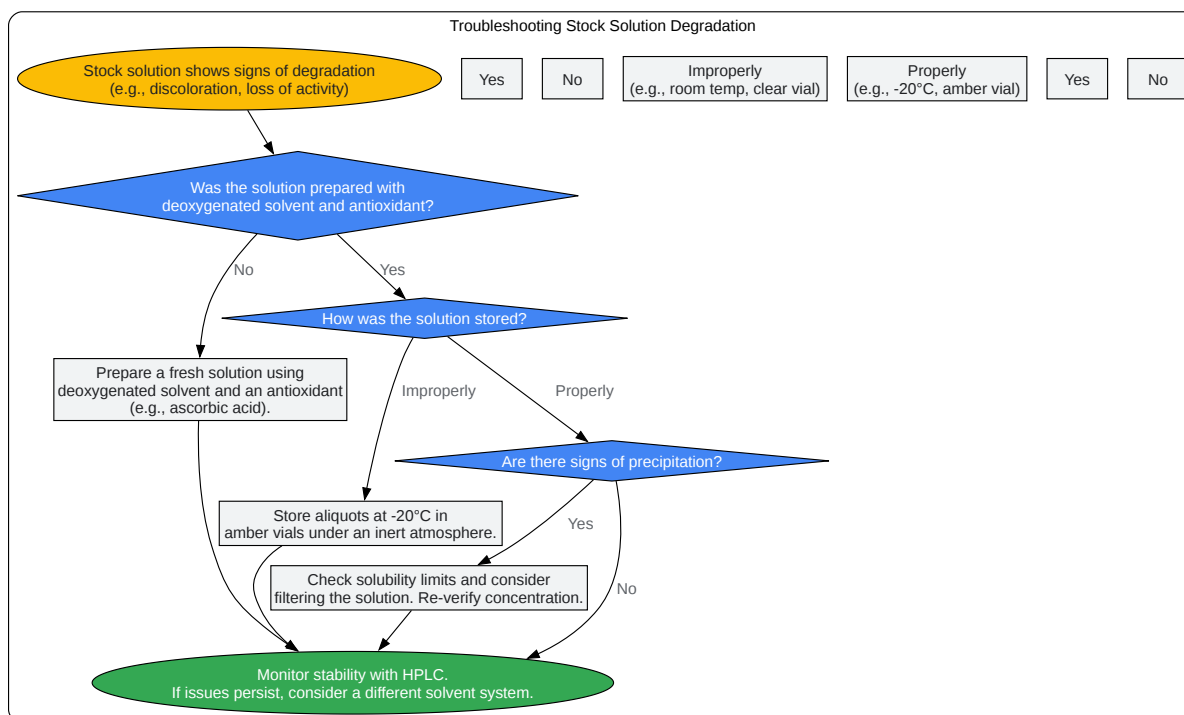 Troubleshooting Stock Solution Degradation
Stock solution shows signs of degradation
(e.g., discoloration, loss of activity)
Yes
No
Improperly
(e.g., room temp, clear vial)
Properly
(e.g., -20°C, amber vial)
Yes
No
Was the solution prepared with
deoxygenated solvent and antioxidant?
No
Yes
How was the solution stored?
Prepare a fresh solution using
deoxygenated solvent and an antioxidant
(e.g., ascorbic acid).
Improperly
Properly
Are there signs of precipitation?
Store aliquots at -20°C in
amber vials under an inert atmosphere.
Yes
Check solubility limits and consider
filtering the solution. Re-verify concentration.
No
Monitor stability with HPLC.
If issues persist, consider a different solvent system.